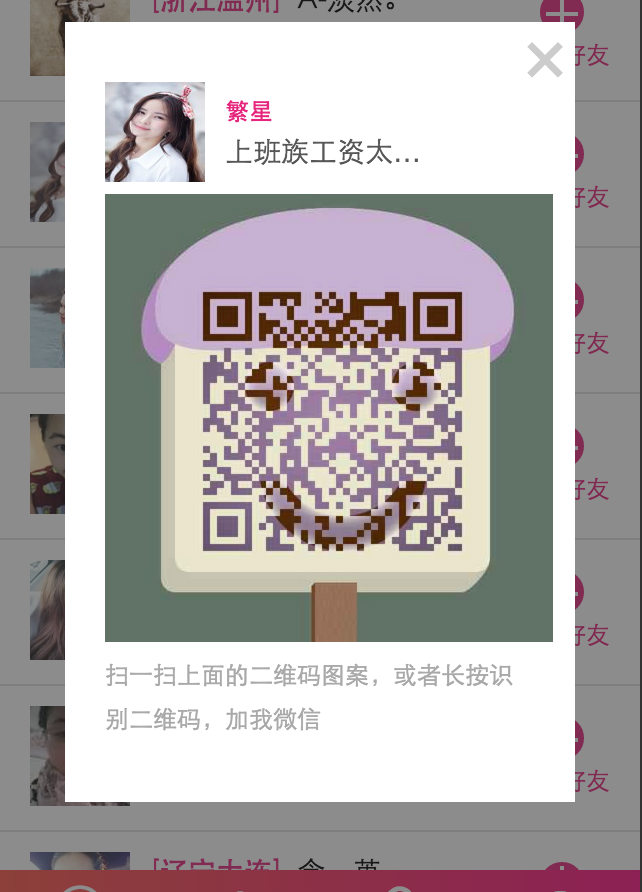 [浙江温州] A-淡然。
好友
繁星
上班族工资太...
好友
好友
好友
好友
好友
扫一扫上面的二维码图案，或者长按识
别二维码，加我微信
[辽宁大连]